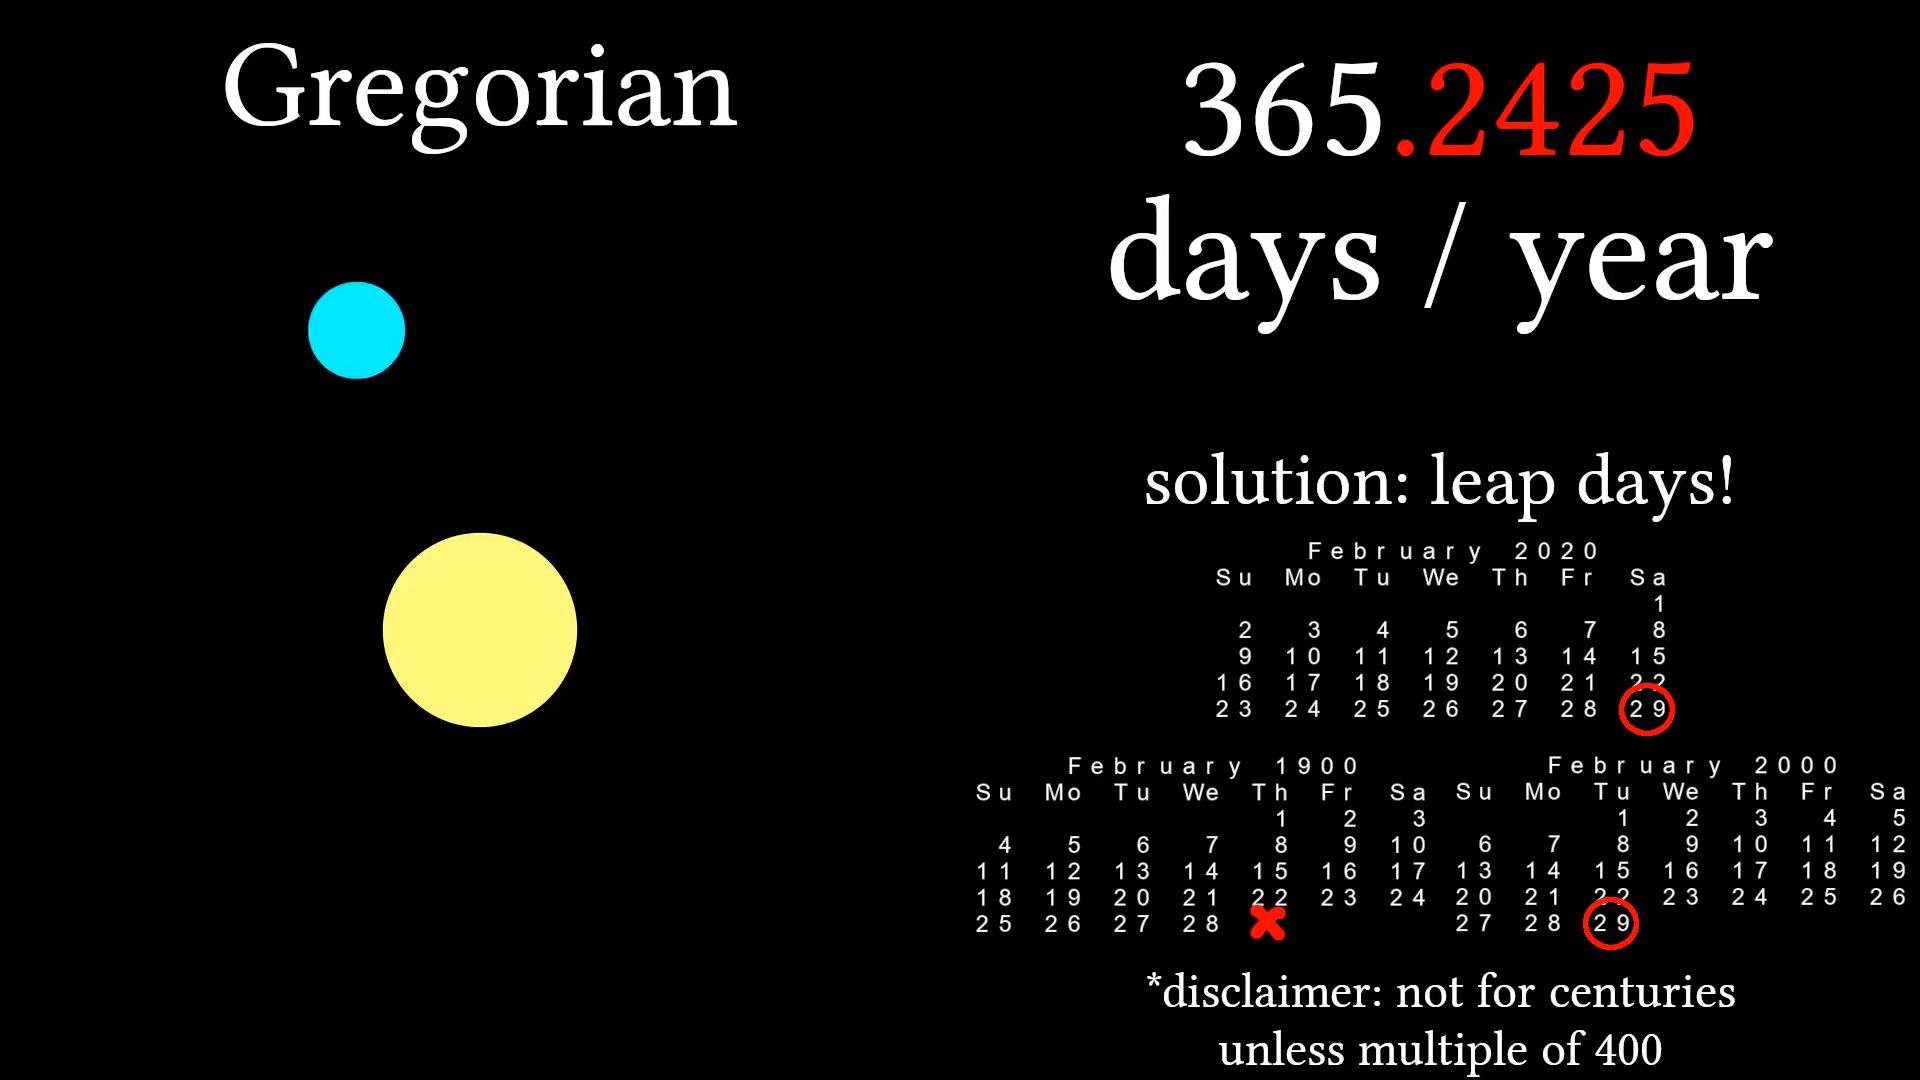 Gregorian
365.2425
days / year
solution: leap days!
February 2020
Su Mo Tu We Th Fr Sa
1
2 3 4 5 6 7 8
9 10 11 12 13 14 15
16 17 18 19 20 21 22
23 24 25 26 27 28 29
February 1900
Su Mo Tu We Th Fr Sa
1 2 3
4 5 6 7 8 9 10
11 12 13 14 15 16 17
18 19 20 21 22 23 24
25 26 27 28
February 2000
Su Mo Tu We Th Fr Sa
1 2 3 4 5
6 7 8 9 10 11 12
13 14 15 16 17 18 19
20 21 22 23 24 25 26
27 28 29
*disclaimer: not for centuries
unless multiple of 400